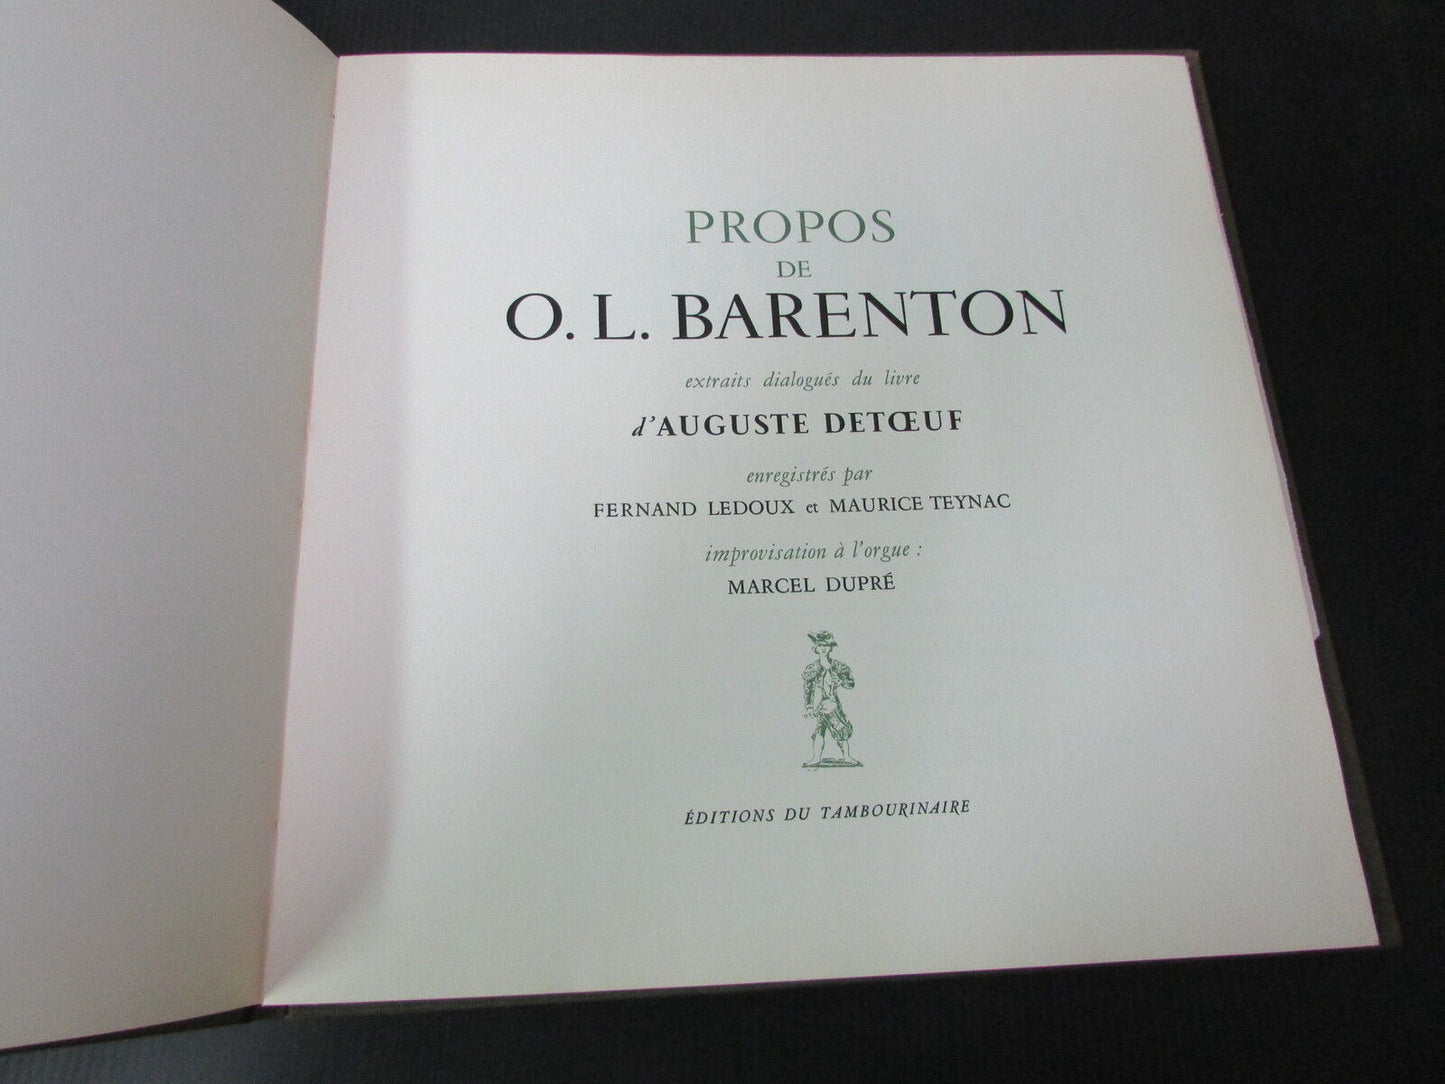 PROPOS
DE
O. L. BARENTON
extraits dialogués du livre
d'AUGUSTE DETŒUF
enregistrés par
FERNAND LEDOUX et MAURICE TEYNAC
improvisation à l'orgue :
MARCEL DUPRÉ
ÉDITIONS DU TAMBOURINAIRE